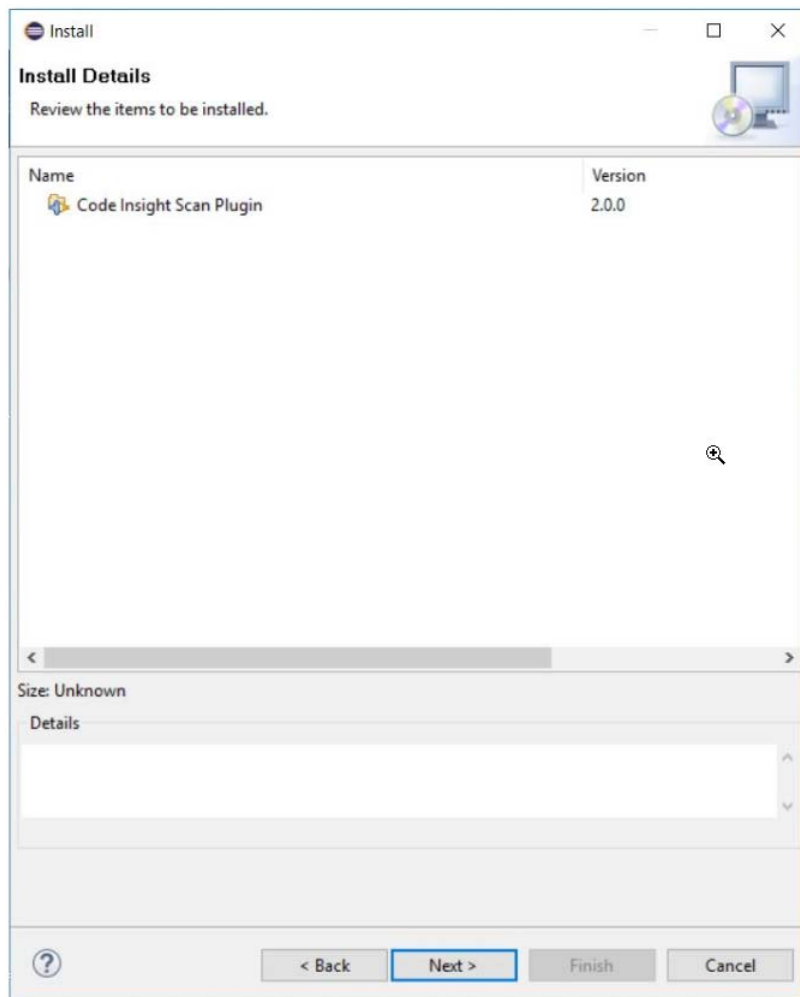 Install
Install Details
Review the items to be installed.
Name Version
Code Insight Scan Plugin 2.0.0
Size: Unknown
Details
< Back Next > Finish Cancel